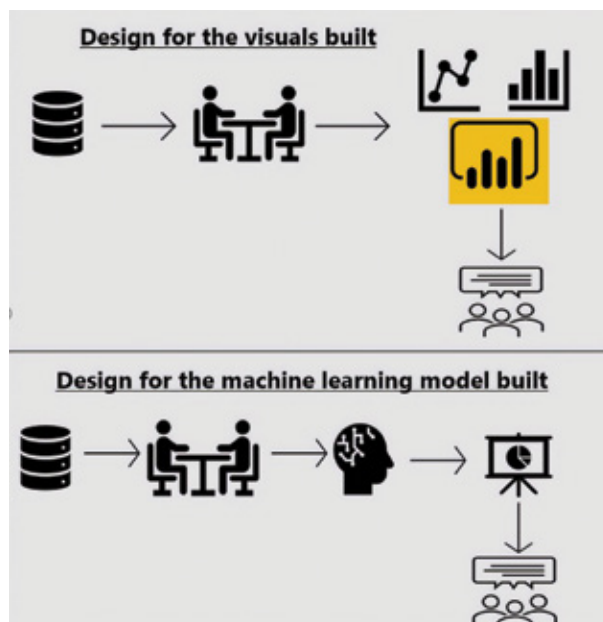 Design for the visuals built
Design for the machine learning model built